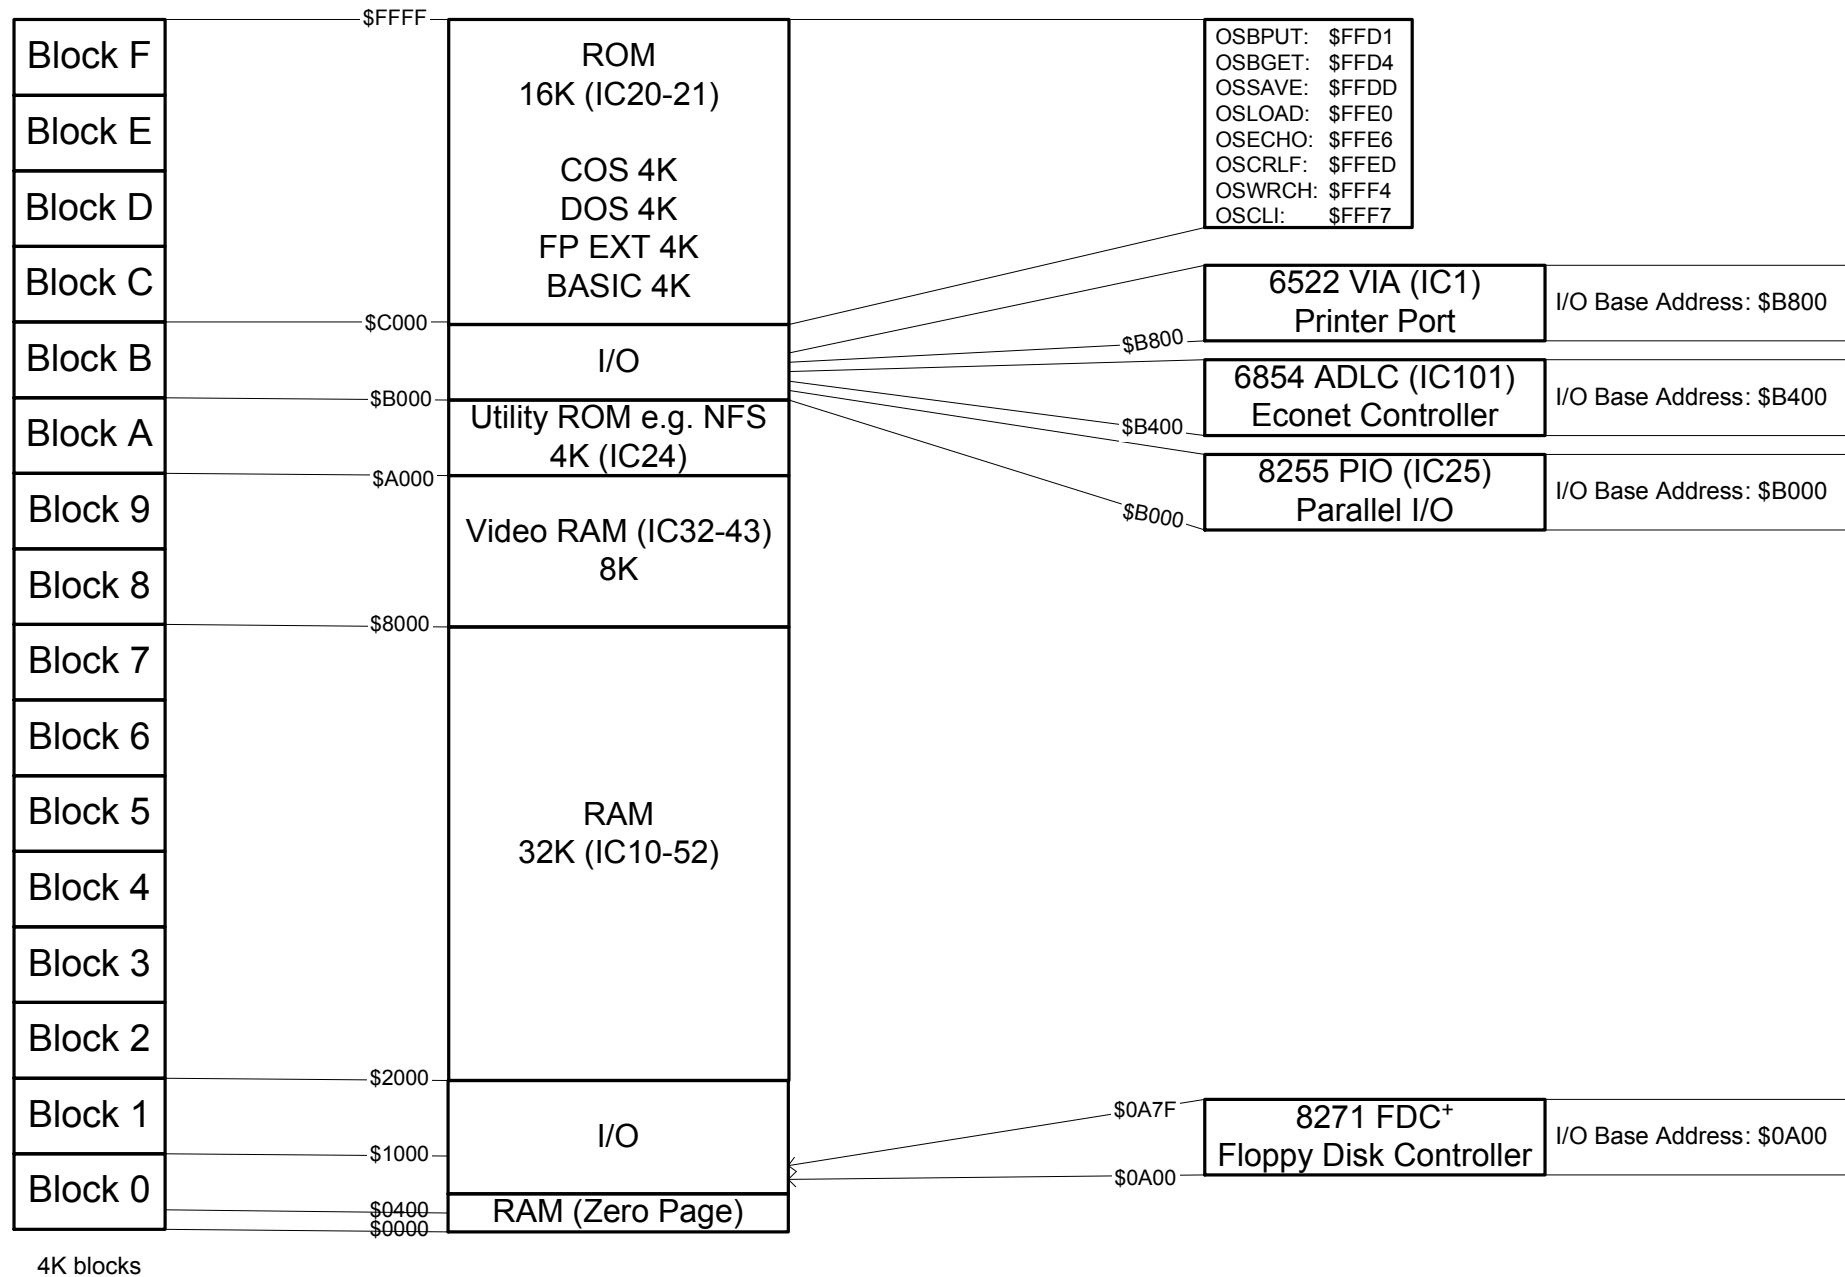 Block F
Block E
Block D
Block C
Block B
Block A
Block 9
Block 8
Block 7
Block 6
Block 5
Block 4
Block 3
Block 2
Block 1
Block 0
4K blocks
$FFFF
$C000
$B000
$A000
$8000
$2000
$1000
$0400
$0000
ROM
16K (IC20-21)
COS 4K
DOS 4K
FP EXT 4K
BASIC 4K
I/O
Utility ROM e.g. NFS
4K (IC24)
Video RAM (IC32-43)
8K
RAM
32K (IC10-52)
I/O
RAM (Zero Page)
OSBPUT: $FFD1
OSBGET: $FFD4
OSSAVE: $FFDD
OSLOAD: $FFE0
OSECHO: $FFE6
OSCRLF: $FFED
OSWRCH: $FFF4
OSCLI: $FFF7
$B800
6522 VIA (IC1)
Printer Port
I/O Base Address: $B800
$B400
6854 ADLC (IC101)
Econet Controller
I/O Base Address: $B400
$B000
8255 PIO (IC25)
Parallel I/O
I/O Base Address: $B000
$0A7F
$0A00
8271 FDC⁺
Floppy Disk Controller
I/O Base Address: $0A00